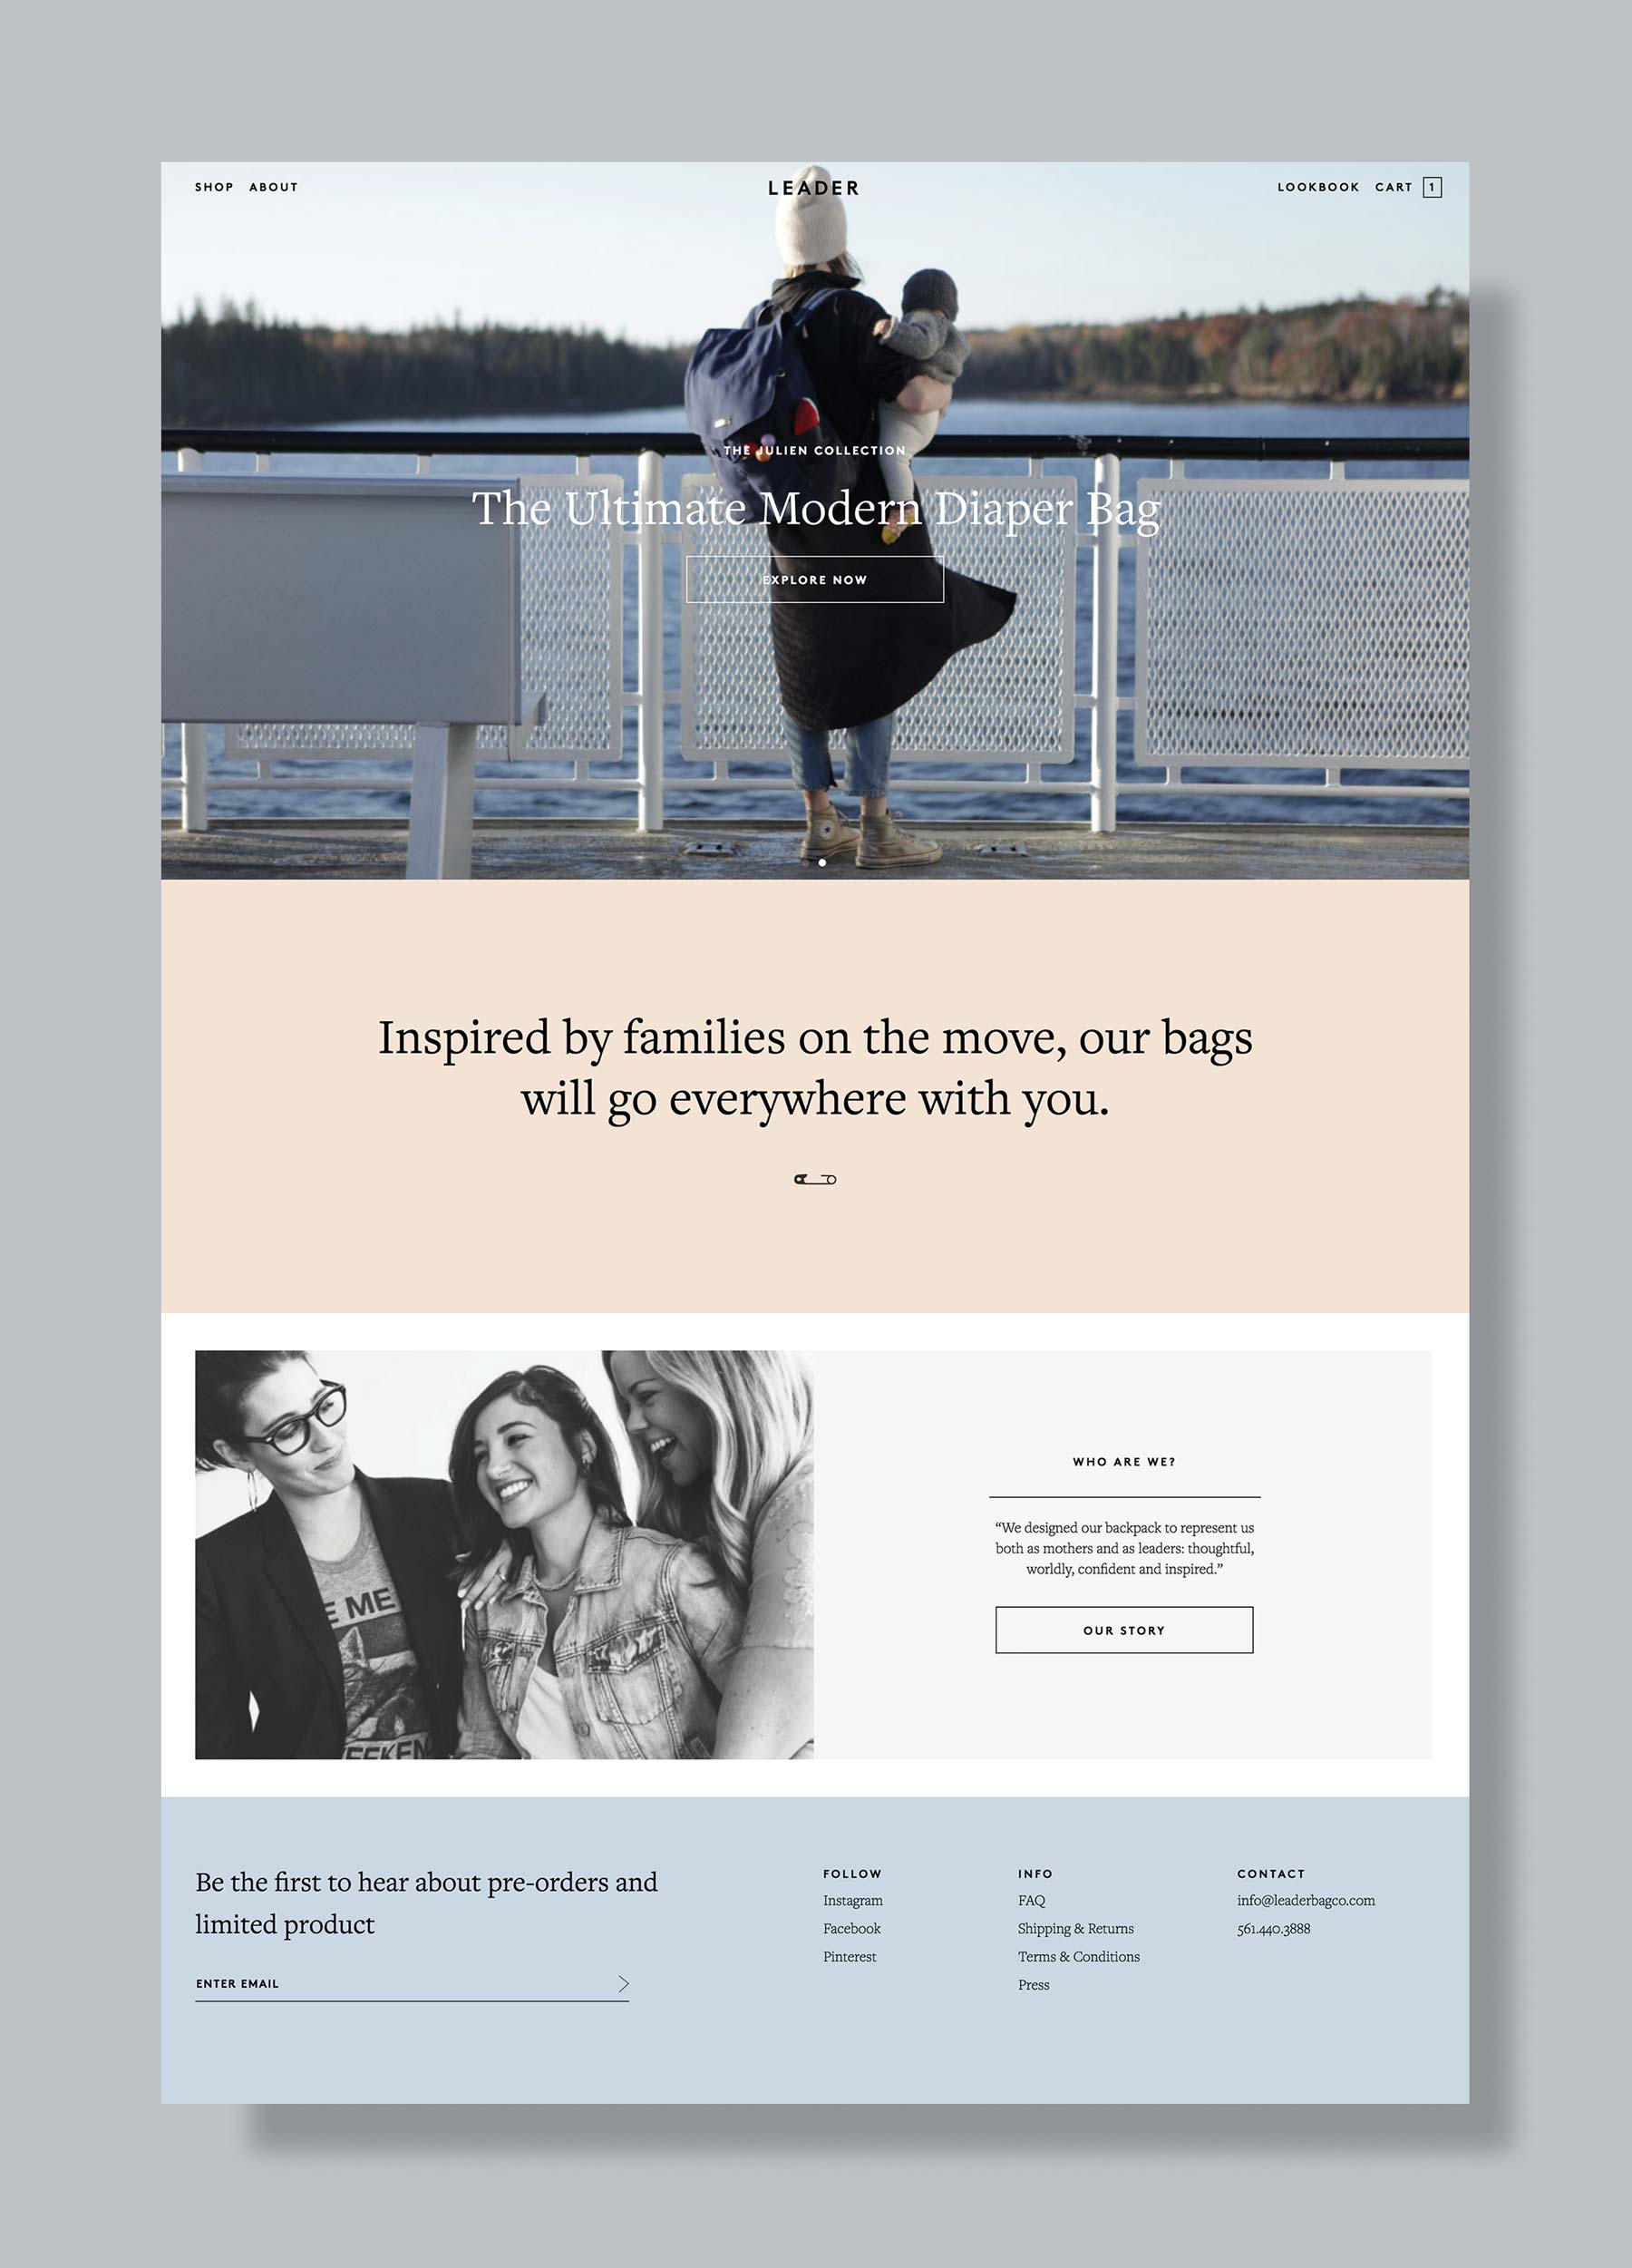 SHOP ABOUT
LEADER
LOOKBOOK CART 1
THE JULIEN COLLECTION
The Ultimate Modern Diaper Bag
EXPLORE NOW
Inspired by families on the move, our bags
will go everywhere with you.
E ME
WHO ARE WE?
“We designed our backpack to represent us
both as mothers and as leaders: thoughtful,
worldly, confident and inspired.”
OUR STORY
Be the first to hear about pre-orders and
limited product
ENTER EMAIL
FOLLOW
Instagram
Facebook
Pinterest
INFO
FAQ
Shipping & Returns
Terms & Conditions
Press
CONTACT
info@leaderbagco.com
561.440.3888